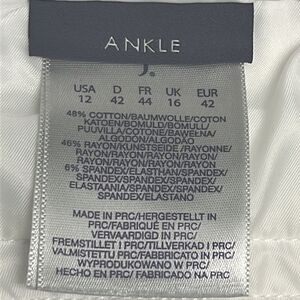 ANKLE
J.
USA D FR UK EUR
12 42 44 16 42
48% COTTON/BAUMWOLLE/COTON
KATOEN/BOMULD/BOMULL/
PUUVILLA/COTONE/BAWEŁNA/
ALGODON/ALGODÃO
46% RAYON/KUNSTSEIDE /RAYONNE/
RAYON/RAYON/RAYON/RAYON/
RAYON/RAYON/RAYON/RAYON
6% SPANDEX/ELASTHAN/SPANDEX/
SPANDEX/SPANDEX/SPANDEX/
ELASTAANIA/SPANDEX/SPANDEX/
SPANDEX/ELASTANO
MADE IN PRC/HERGESTELLT IN
PRC/FABRIQUÉ EN PRC/
VERVAARDIGD IN PRC/
FREMSTILLET I PRC/TILLVERKAD I PRC/
VALMISTETTU PRC/FABBRICATO IN PRC/
WYPRODUKOWANO W PRC/
HECHO EN PRC/ FABRICADO NA PRC